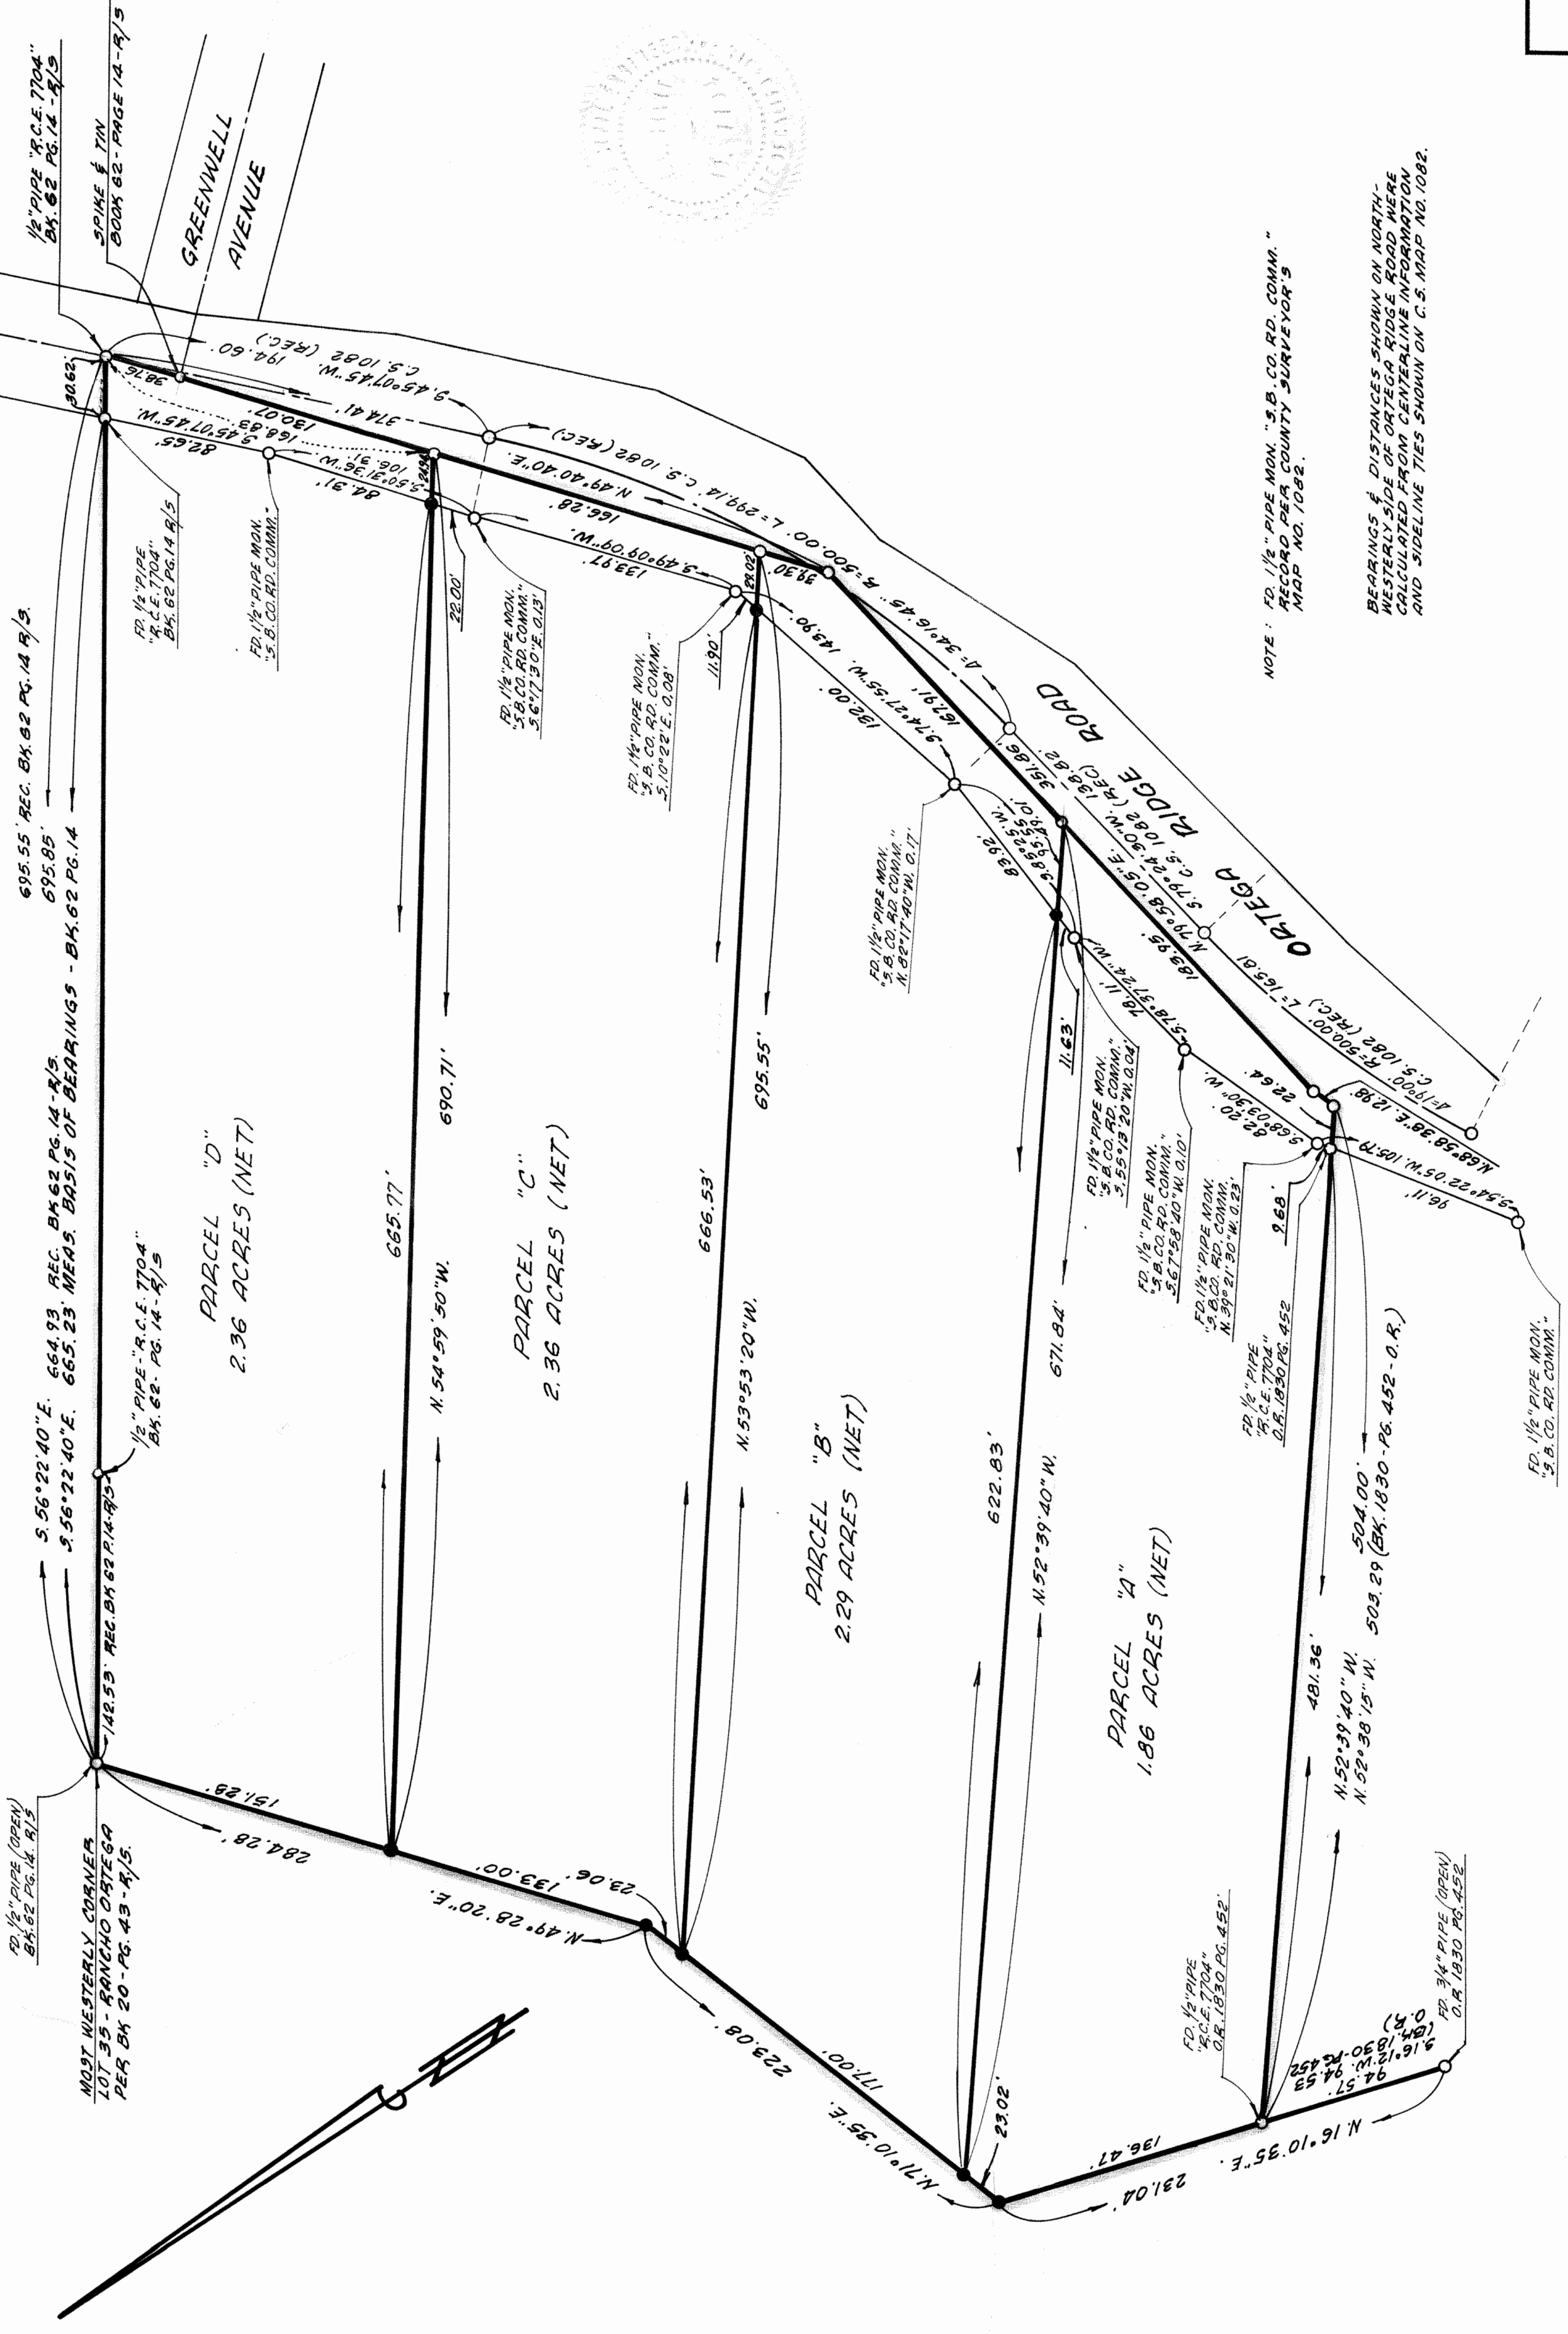 1/2" PIPE "R.C.E. 7704"
BK. 62 PG. 14 - R/S
SPIKE & TIN
BOOK 62 - PAGE 14 - R/S
GREENWELL
AVENUE
695.55' REC. BK. 62 PG. 14 R/S.
695.85'
S. 56° 22' 40" E. 664.93 REC. BK 62 PG. 14 - R/S.
S. 56° 22' 40" E. 665.23' MEAS. BASIS OF BEARINGS - BK. 62 PG. 14
30.62'
38.76
82.65'
S. 45° 07' 45" W.
168.83
130.07'
194.60'
S. 45° 07' 45" W.
C.S. 1082 (REC.)
374.41'
FD. 1/2" PIPE
"R.C.E. 7704"
BK. 62 PG. 14 R/S
FD. 1 1/2" PIPE MON.
"S.B. CO. RD. COMM."
84.31'
S. 50° 31' 36" W.
106.31'
22.00'
N. 49° 40' 40" E.
166.28'
133.97'
S. 49° 09' 09" W.
FD. 1 1/2" PIPE MON.
"S.B. CO. RD. COMM."
S. 6° 17' 30" E. 0.13'
FD. 1 1/2" PIPE MON.
"S. B. CO. RD. COMM."
S. 10° 22' E. 0.08'
11.90'
29.02'
39.30'
Δ = 34° 16' 45" R = 500.00' L = 299.14' C.S. 1082 (REC)
132.00'
S. 74° 27' 55" W. 143.90'
167.91'
351.86'
FD. 1 1/2" PIPE MON.
"S. B. CO. RD. COMM."
N. 82° 17' 40" W. 0.17'
83.92'
95.55'
S. 79° 24' 30" W. 138.82'
C.S. 1082 (REC)
N. 79° 58' 05" E.
183.95'
ORTEGA RIDGE ROAD
11.63'
78.11'
S. 78° 37' 24" W.
FD. 1 1/2" PIPE MON.
"S. B. CO. RD. COMM."
S. 55° 13' 20" W. 0.04'
FD. 1 1/2" PIPE MON.
"S. B. CO. RD. COMM."
S. 67° 58' 40" W. 0.10'
82.20'
S. 68° 03' 30" W.
22.64'
Δ = 19° 00' R = 500.00' L = 165.81
C.S. 1082 (REC.)
N. 68° 58' 38" E. 12.98'
FD. 1 1/2" PIPE MON.
"S. B. CO. RD. COMM.
N. 39° 21' 30" W. 0.23'
9.68'
FD. 1/2" PIPE
"R.C.E. 7704"
O.R. 1830 PG. 452
96.11'
S. 54° 22' 05" W. 105.79
FD. 1 1/2" PIPE MON.
"S. B. CO. RD. COMM."
NOTE : FD. 1 1/2" PIPE MON. "S.B. CO. RD. COMM."
RECORD PER COUNTY SURVEYOR'S
MAP NO. 1082.
BEARINGS & DISTANCES SHOWN ON NORTH-
WESTERLY SIDE OF ORTEGA RIDGE ROAD WERE
CALCULATED FROM CENTERLINE INFORMATION
AND SIDELINE TIES SHOWN ON C.S. MAP NO. 1082.
1/2" PIPE - "R.C.E. 7704"
BK. 62 - PG. 14 - R/S
142.53' REC. BK 62 P. 14 - R/S
PARCEL "D"
2.36 ACRES (NET)
665.77'
690.71'
N. 54° 59' 50" W.
PARCEL "C"
2.36 ACRES (NET)
666.53'
695.55'
N. 53° 53' 20" W.
PARCEL "B"
2.29 ACRES (NET)
622.83'
671.84'
N. 52° 39' 40" W.
PARCEL "A"
1.86 ACRES (NET)
481.36'
N. 52° 39' 40" W. 504.00'
N. 52° 38' 15" W. 503.29 (BK. 1830 - PG. 452 - O.R.)
FD. 1/2" PIPE (OPEN)
BK. 62 PG. 14. R/S
MOST WESTERLY CORNER
LOT 35 - RANCHO ORTEGA
PER BK 20 - PG. 43 - R/S.
284.28'
133.00'
N. 49° 28' 20" E.
23.06'
223.08'
177.00'
N. 71° 10' 35" E.
23.02'
136.47'
231.04'
N. 16° 10' 35" E.
FD. 1/2" PIPE
"R.C.E. 7704"
O.R. 1830 PG. 452'
94.57'
S. 16° 12' W. 94.53
(BK. 1830 - PG. 452
O.R.)
FD. 3/4" PIPE (OPEN)
O.R. 1830 PG. 452
N